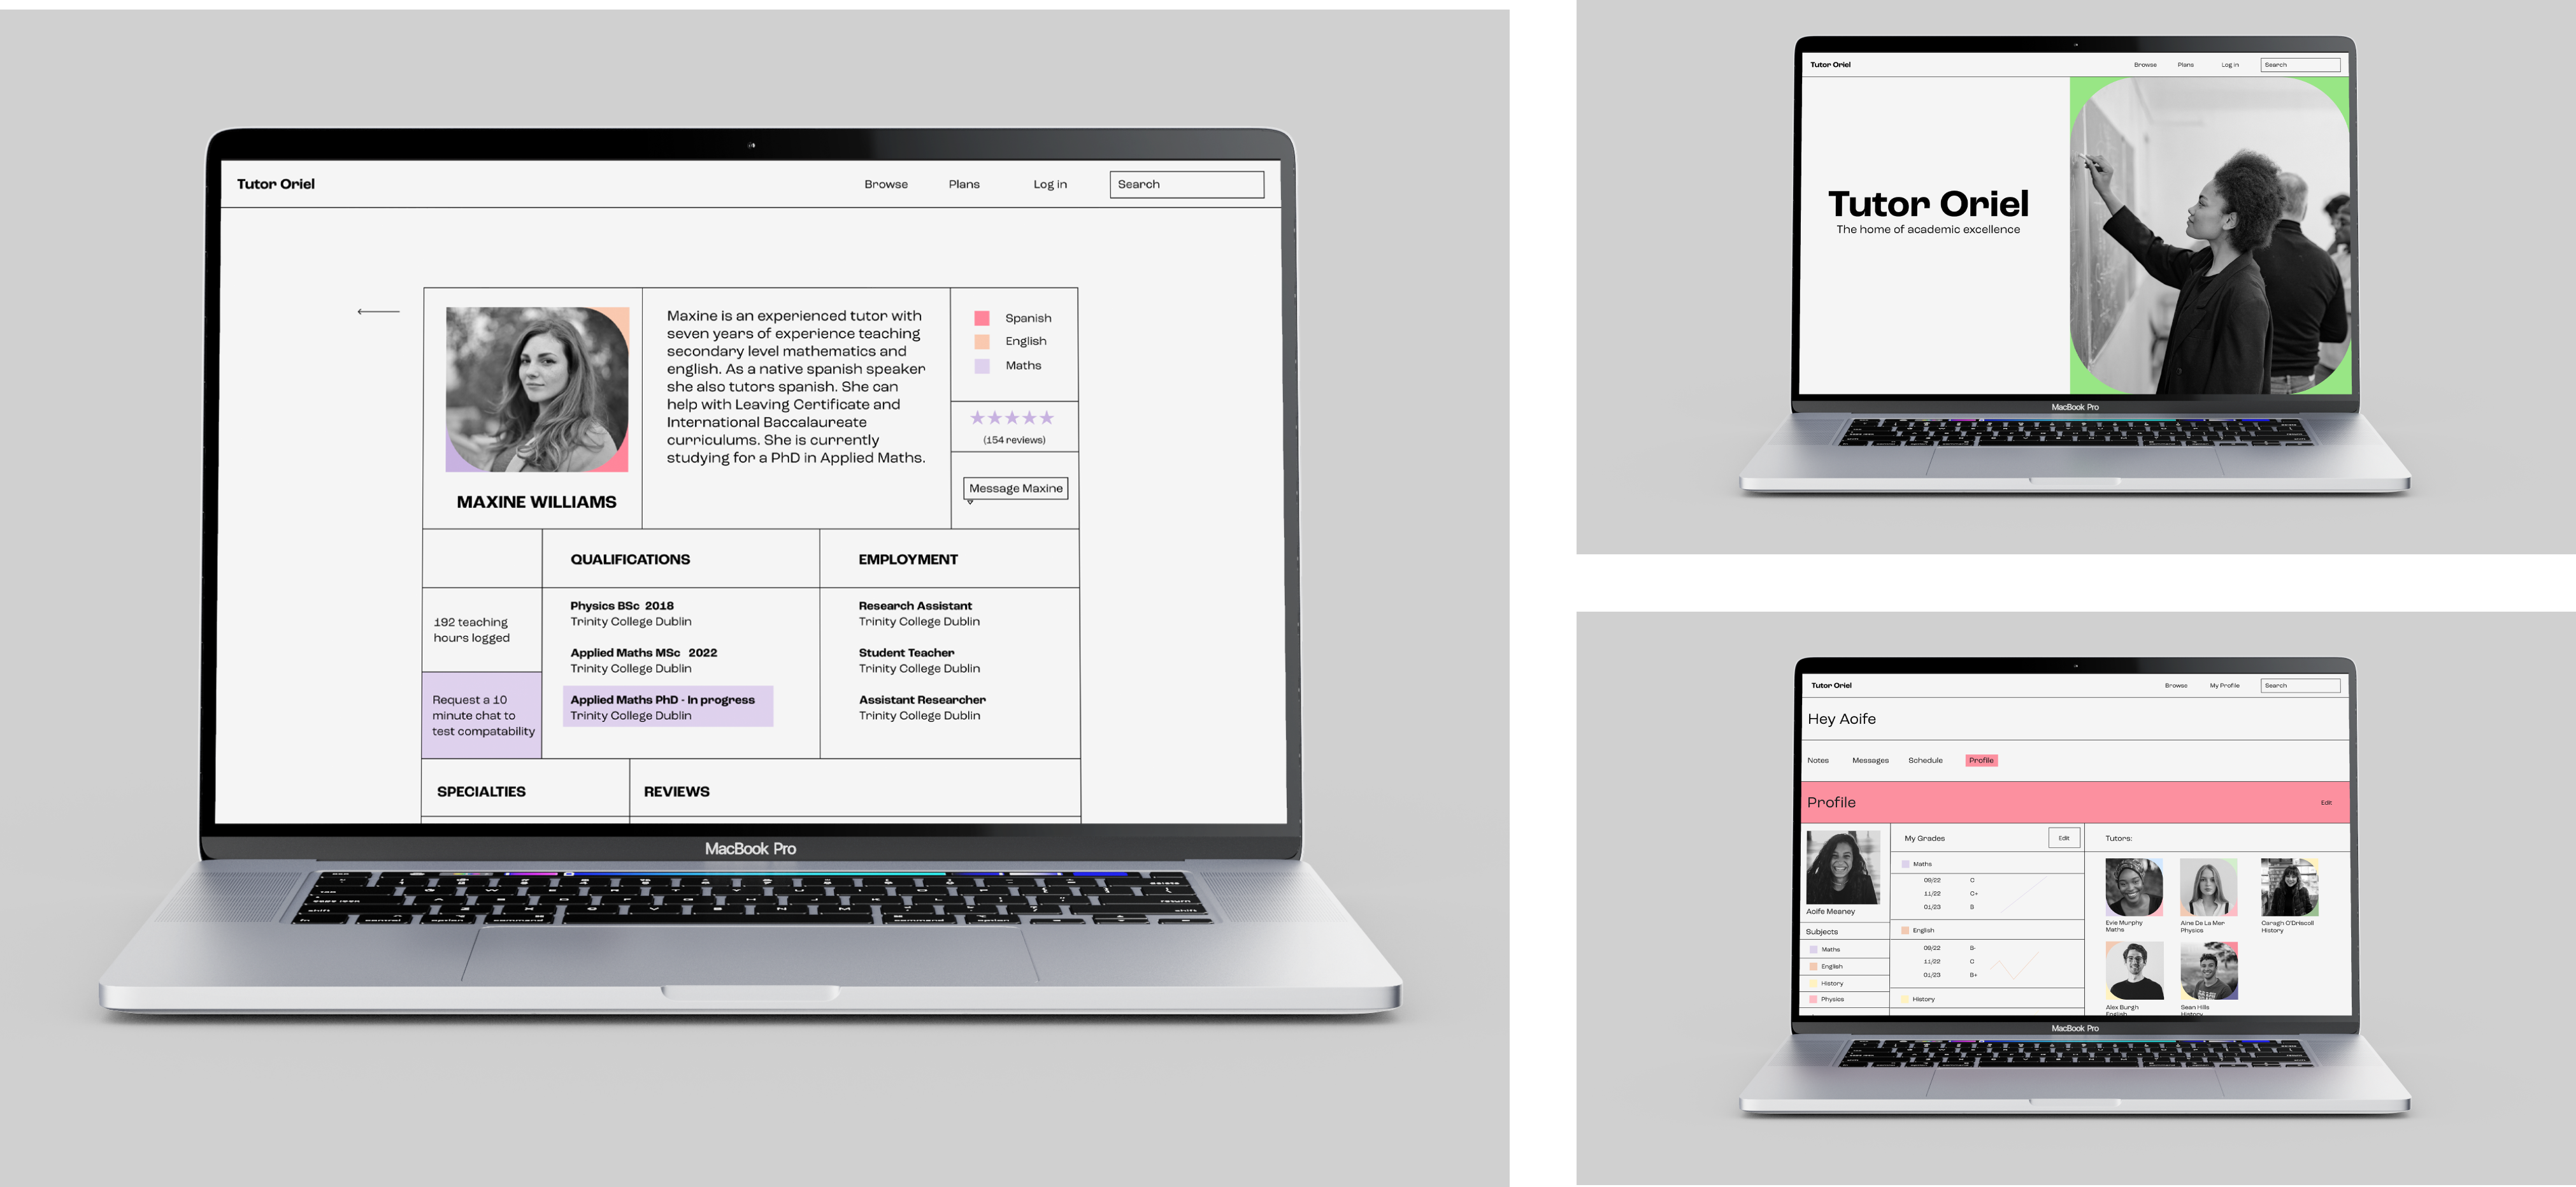 Tutor Oriel
Browse Plans Log in Search
Maxine is an experienced tutor with
seven years of experience teaching
secondary level mathematics and
english. As a native spanish speaker
she also tutors spanish. She can
help with Leaving Certificate and
International Baccalaureate
curriculums. She is currently
studying for a PhD in Applied Maths.
MAXINE WILLIAMS
Spanish
English
Maths
(154 reviews)
Message Maxine
QUALIFICATIONS
EMPLOYMENT
192 teaching
hours logged
Request a 10
minute chat to
test compatability
Physics BSc 2018
Trinity College Dublin
Applied Maths MSc 2022
Trinity College Dublin
Applied Maths PhD - In progress
Trinity College Dublin
Research Assistant
Trinity College Dublin
Student Teacher
Trinity College Dublin
Assistant Researcher
Trinity College Dublin
SPECIALTIES
REVIEWS
MacBook Pro
Tutor Oriel
Browse Plans Log in Search
Tutor Oriel
The home of academic excellence
MacBook Pro
Tutor Oriel
Browse My Profile Search
Hey Aoife
Notes Messages Schedule Profile
Profile
Edit
Aoife Meaney
Subjects
Maths
English
History
Physics
My Grades
Edit
Maths
09/22 C
11/22 C+
01/23 B
English
09/22 B-
11/22 C
01/23 B+
History
Tutors:
Evie Murphy
Maths
Aine De La Mer
Physics
Oaragh O'Driscoll
History
Alex Burgh
English
Sean Hills
History
MacBook Pro